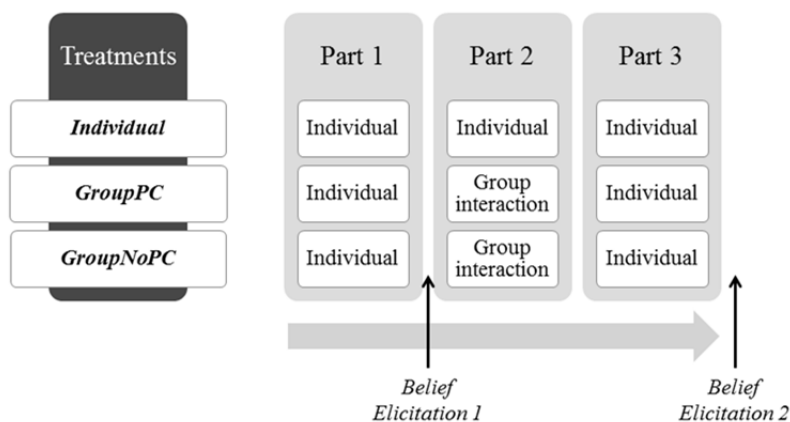 Treatments
Part 1
Part 2
Part 3
Individual
Individual
Individual
Individual
GroupPC
Individual
Group
interaction
Individual
GroupNoPC
Individual
Group
interaction
Individual
Belief
Elicitation 1
Belief
Elicitation 2